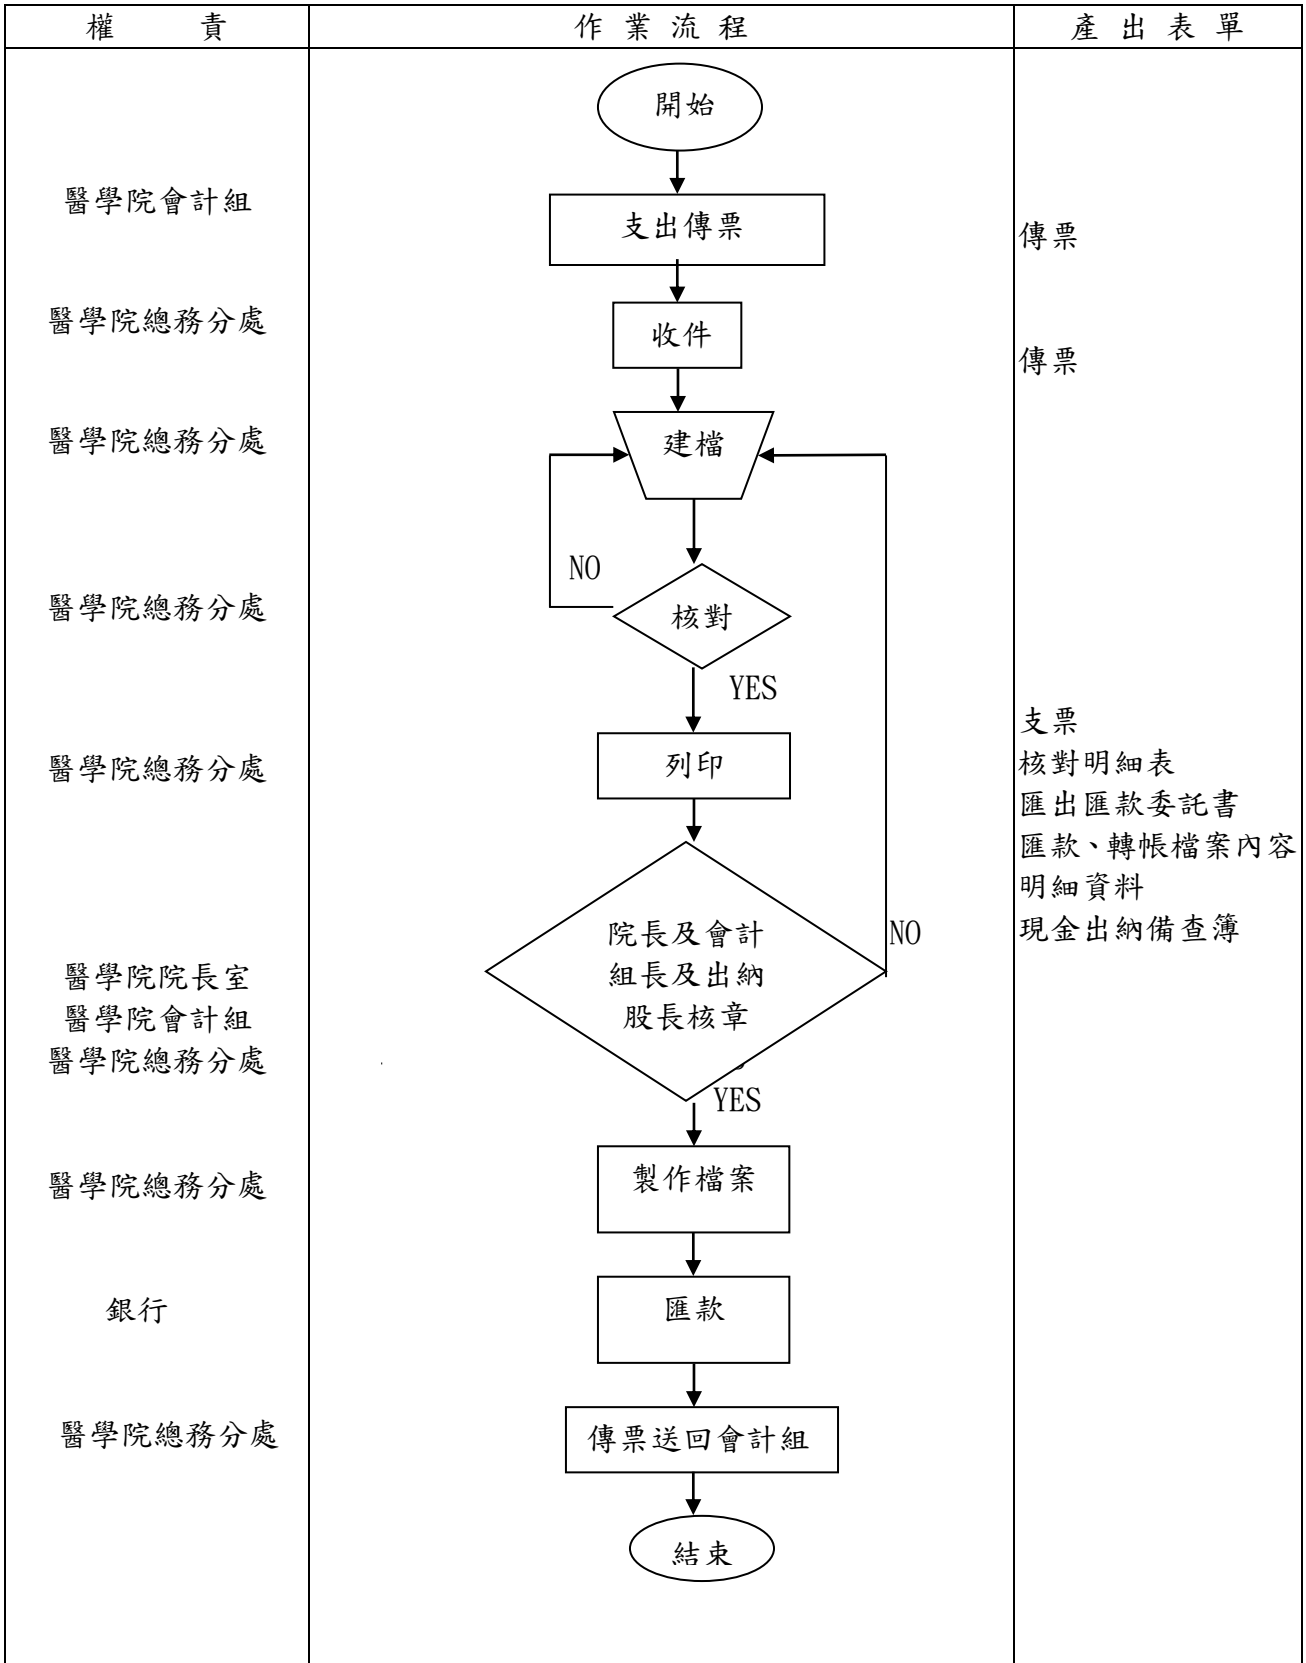 權 責 作 業 流 程 產 出 表 單
開始
醫學院會計組
支出傳票
傳票
醫學院總務分處
收件
傳票
醫學院總務分處
建檔
NO
醫學院總務分處
核對
YES
支票
醫學院總務分處
列印
核對明細表
匯出匯款委託書
匯款、轉帳檔案內容
明細資料
現金出納備查簿
院長及會計
組長及出納
股長核章
NO
醫學院院長室
醫學院會計組
醫學院總務分處
YES
醫學院總務分處
製作檔案
銀行
匯款
醫學院總務分處
傳票送回會計組
結束